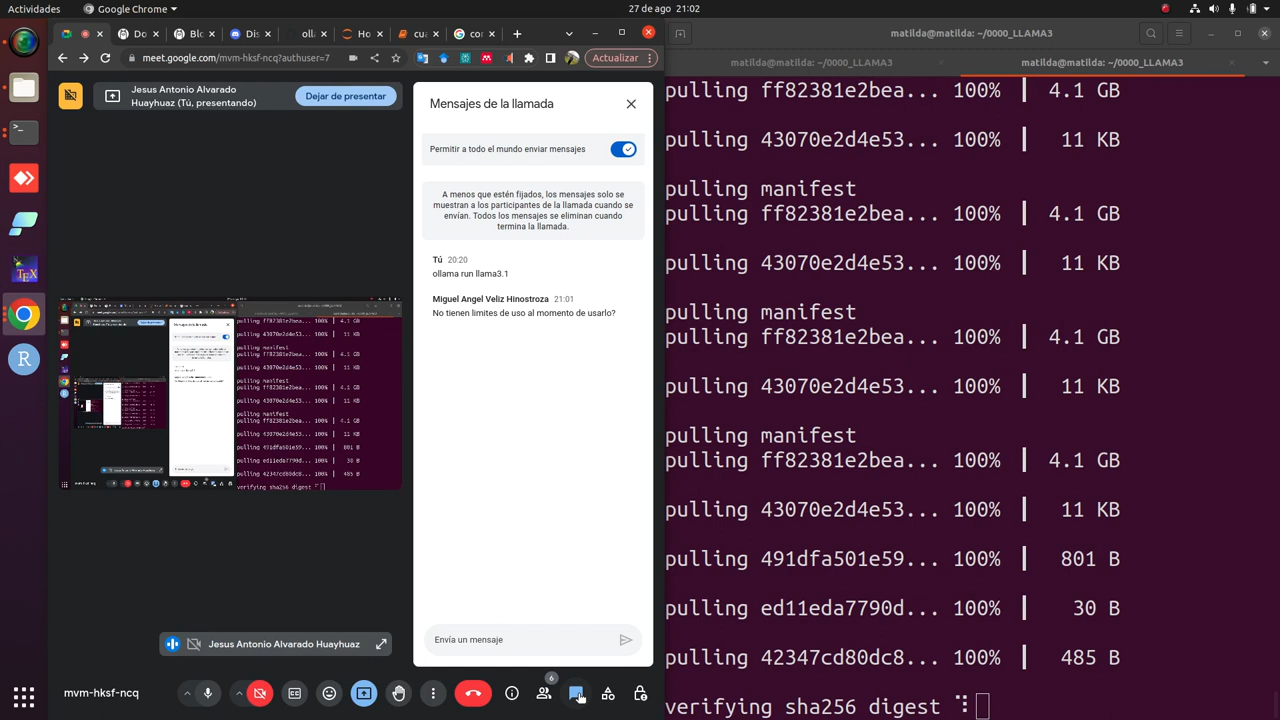 Actividades
Google Chrome
27 de ago 21:02
Do
Blo
Dis
olla
Ho
cua
cor
meet.google.com/mvm-hksf-ncq?authuser=7
Actualizar
Jesus Antonio Alvarado
Huayhuaz (Tú, presentando)
Dejar de presentar
Mensajes de la llamada
Permitir a todo el mundo enviar mensajes
A menos que estén fijados, los mensajes solo se
muestran a los participantes de la llamada cuando se
envían. Todos los mensajes se eliminan cuando
termina la llamada.
Tú 20:20
ollama run llama3.1
Miguel Angel Veliz Hinostroza 21:01
No tienen limites de uso al momento de usarlo?
Envía un mensaje
Jesus Antonio Alvarado Huayhuaz
mvm-hksf-ncq
6
matilda@matilda: ~/0000_LLAMA3
matilda@matilda: ~/0000_LLAMA3
matilda@matilda: ~/0000_LLAMA3
pulling ff82381e2bea... 100% | 4.1 GB
pulling 43070e2d4e53... 100% | 11 KB
pulling manifest
pulling ff82381e2bea... 100% | 4.1 GB
pulling 43070e2d4e53... 100% | 11 KB
pulling manifest
pulling ff82381e2bea... 100% | 4.1 GB
pulling 43070e2d4e53... 100% | 11 KB
pulling manifest
pulling ff82381e2bea... 100% | 4.1 GB
pulling 43070e2d4e53... 100% | 11 KB
pulling 491dfa501e59... 100% | 801 B
pulling ed11eda7790d... 100% | 30 B
pulling 42347cd80dc8... 100% | 485 B
verifying sha256 digest